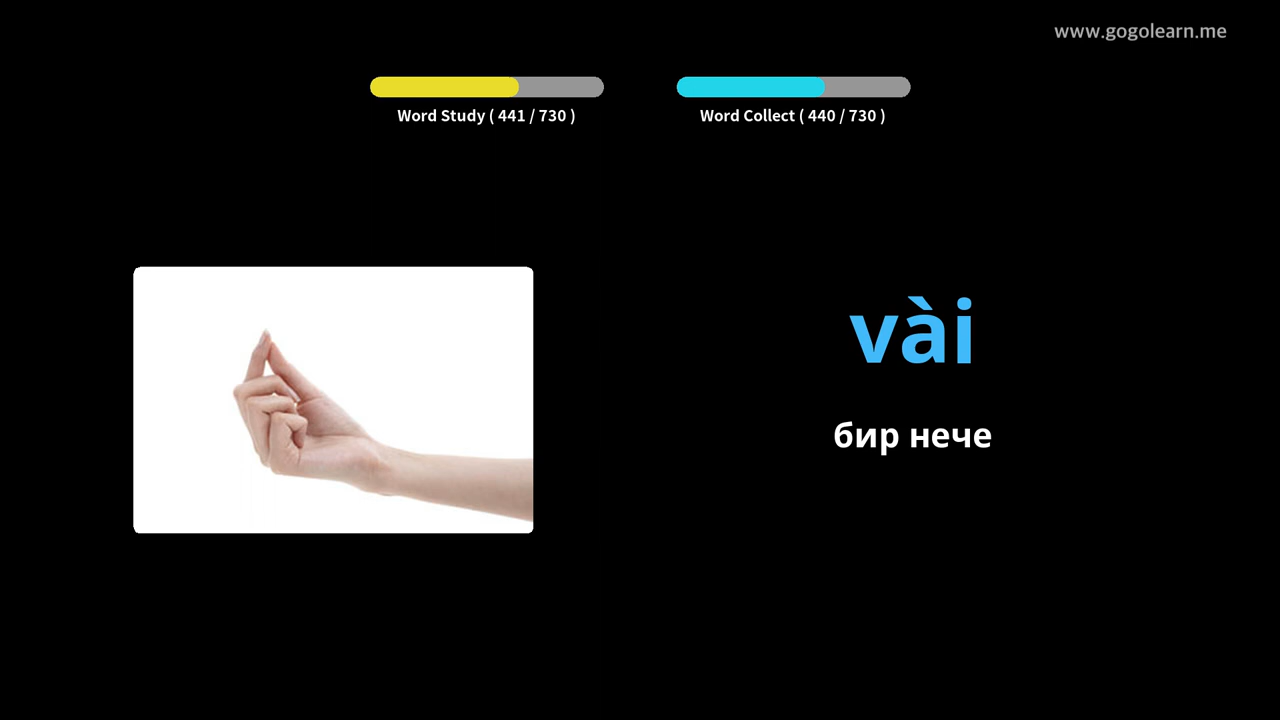 www.gogolearn.me
Word Study ( 441 / 730 )
Word Collect ( 440 / 730 )
vài
бир нече